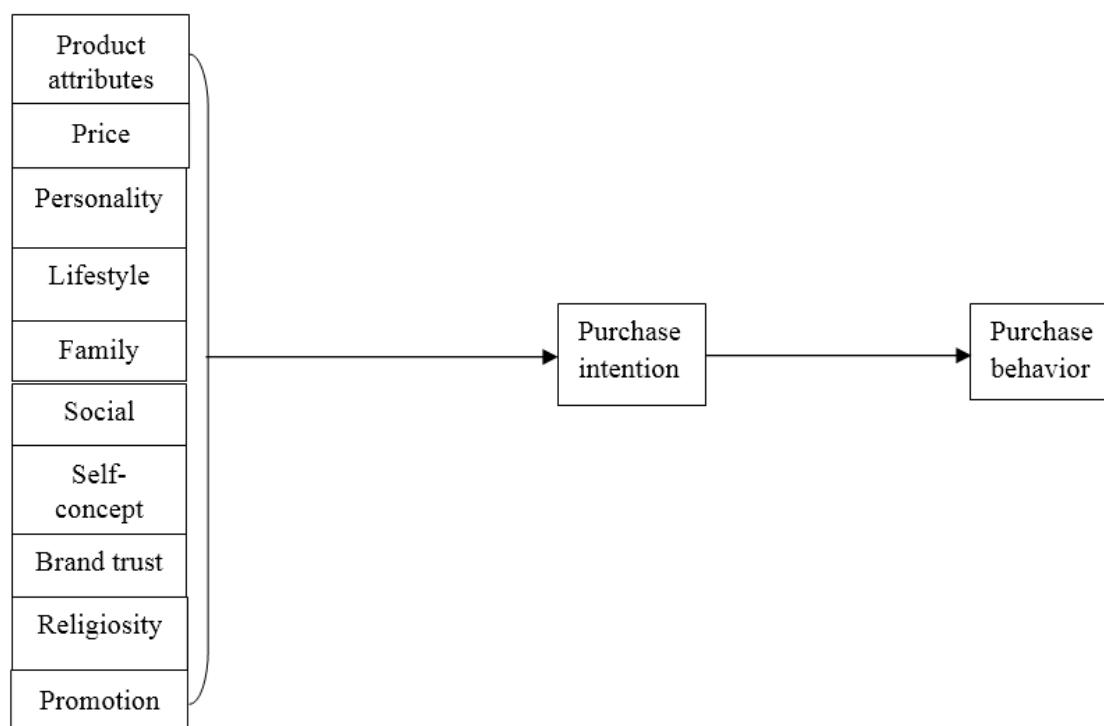 Product
attributes
Price
Personality
Lifestyle
Family
Social
Self-
concept
Brand trust
Religiosity
Promotion
Purchase
intention
Purchase
behavior